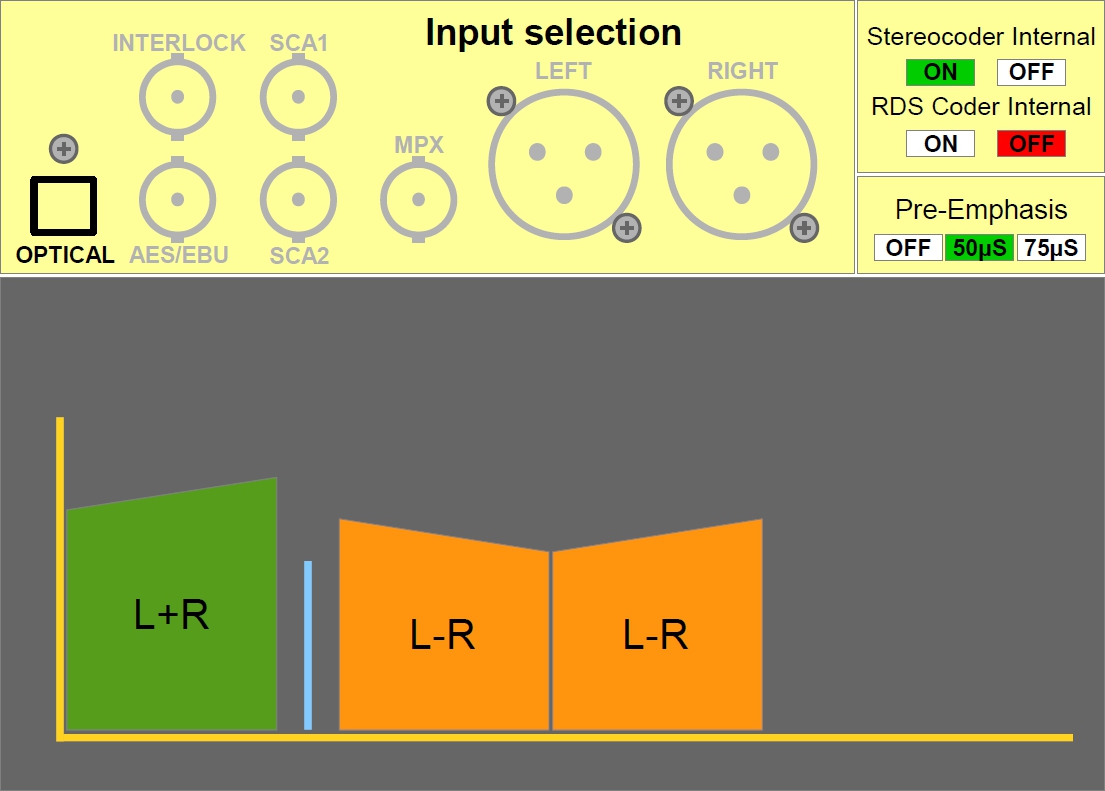 Input selection
INTERLOCK
SCA1
LEFT
RIGHT
MPX
OPTICAL
AES/EBU
SCA2
Stereocoder Internal
ON OFF
RDS Coder Internal
ON OFF
Pre-Emphasis
OFF 50µS 75µS
L+R
L-R
L-R